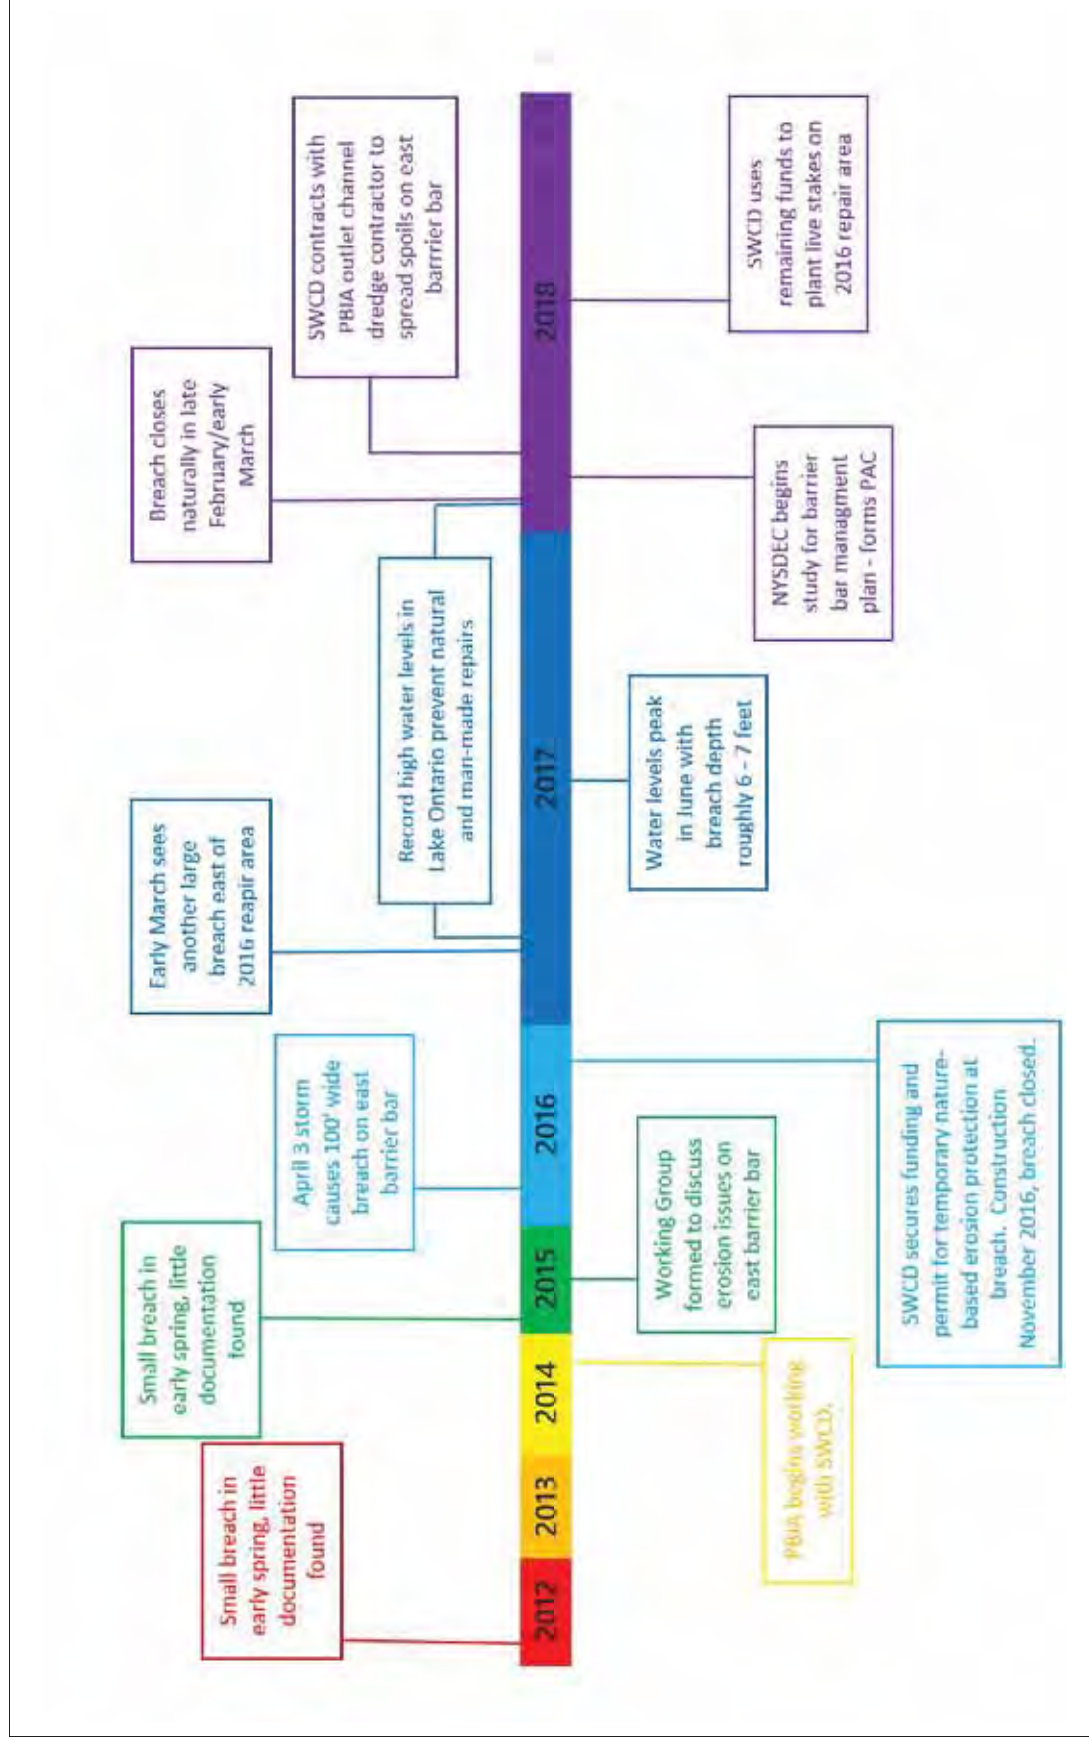 Small breach in
early spring, little
documentation
found
Small breach in
early spring, little
documentation
found
April 3 storm
causes 100' wide
breach on east
barrier bar
Early March sees
another large
breach east of
2016 reapir area
Record high water levels in
Lake Ontario prevent natural
and man-made repairs
Breach closes
naturally in late
February/early
March
SWCD contracts with
PBIA outlet channel
dredge contractor to
spread spoils on east
barrrier bar
2012
2013
2014
2015
2016
2017
2018
PBIA begins working
with SWCD.
Working Group
formed to discuss
erosion issues on
east barrier bar
SWCD secures funding and
permit for temporary nature-
based erosion protection at
breach. Construction
November 2016, breach closed.
Water levels peak
in June with
breach depth
roughly 6 - 7 feet
NYSDEC begins
study for barrier
bar managment
plan - forms PAC
SWCD uses
remaining funds to
plant live stakes on
2016 repair area